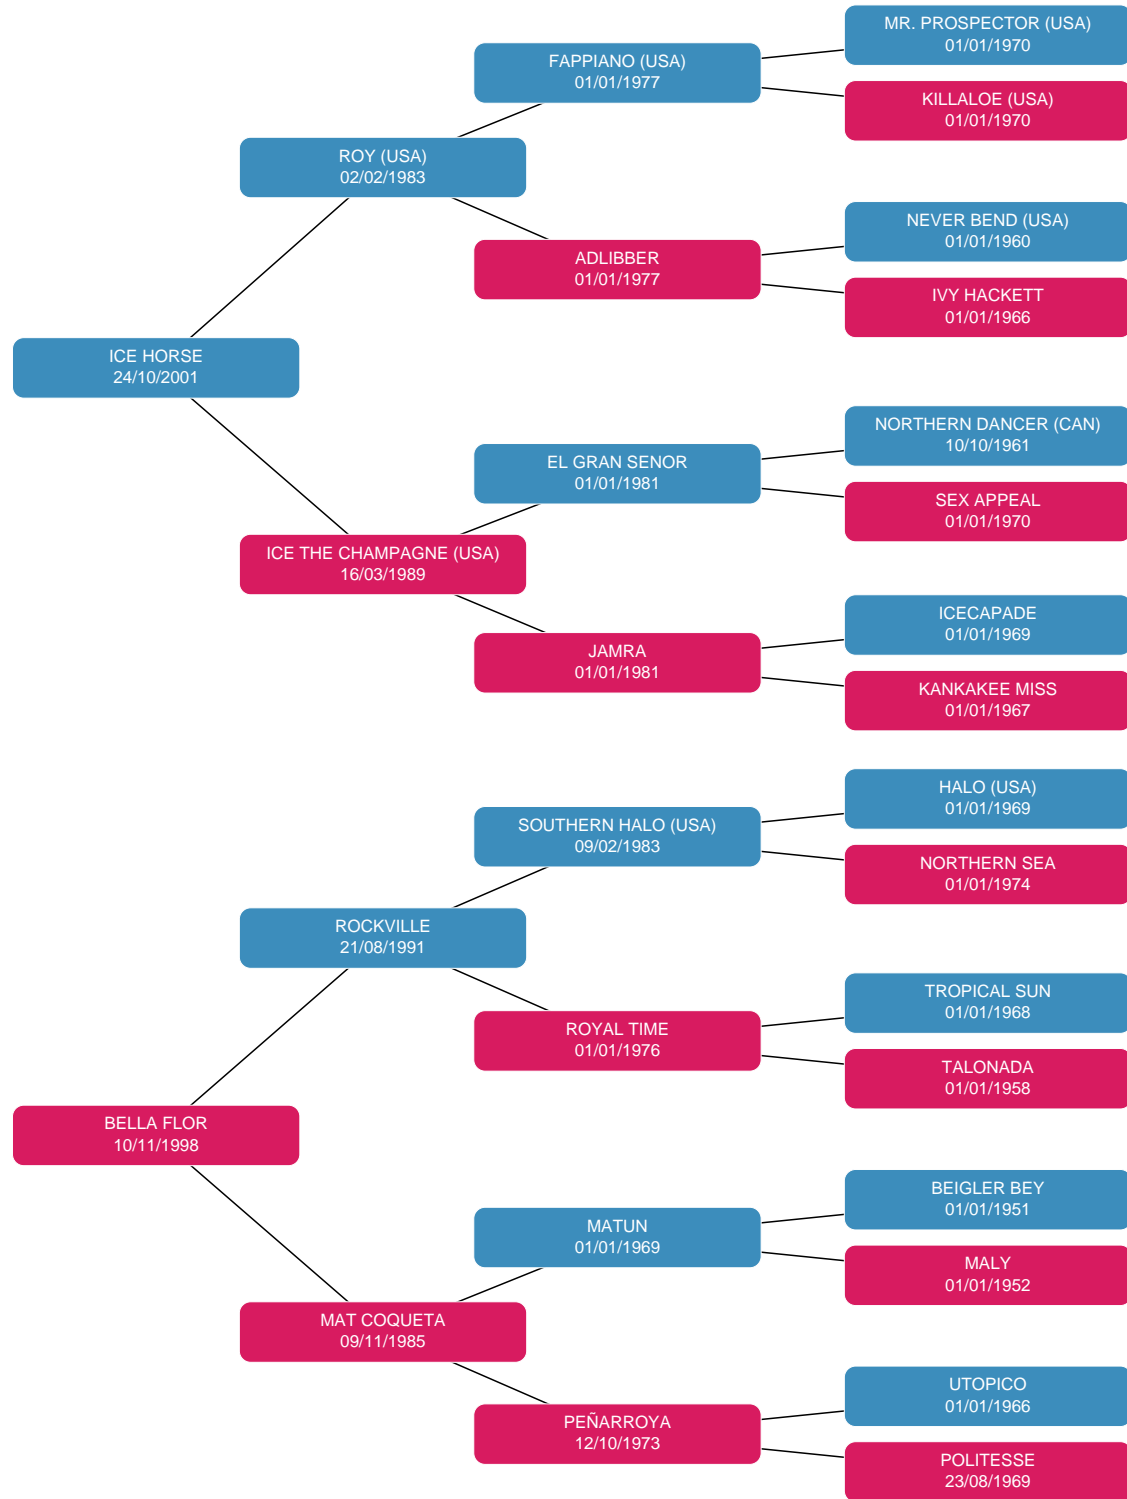 MR. PROSPECTOR (USA)
01/01/1970
FAPPIANO (USA)
01/01/1977
KILLALOE (USA)
01/01/1970
ROY (USA)
02/02/1983
NEVER BEND (USA)
01/01/1960
ADLIBBER
01/01/1977
IVY HACKETT
01/01/1966
ICE HORSE
24/10/2001
NORTHERN DANCER (CAN)
10/10/1961
EL GRAN SENOR
01/01/1981
SEX APPEAL
01/01/1970
ICE THE CHAMPAGNE (USA)
16/03/1989
ICECAPADE
01/01/1969
JAMRA
01/01/1981
KANKAKEE MISS
01/01/1967
HALO (USA)
01/01/1969
SOUTHERN HALO (USA)
09/02/1983
NORTHERN SEA
01/01/1974
ROCKVILLE
21/08/1991
TROPICAL SUN
01/01/1968
ROYAL TIME
01/01/1976
TALONADA
01/01/1958
BELLA FLOR
10/11/1998
BEIGLER BEY
01/01/1951
MATUN
01/01/1969
MALY
01/01/1952
MAT COQUETA
09/11/1985
UTOPICO
01/01/1966
PEÑARROYA
12/10/1973
POLITESSE
23/08/1969